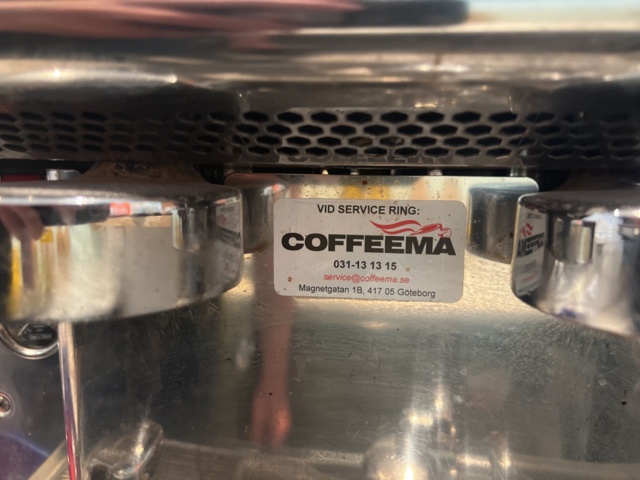 VID SERVICE RING:
COFFEEMA
031-13 13 15
service@coffeema.se
Magnetgatan 1B, 417 05 Göteborg